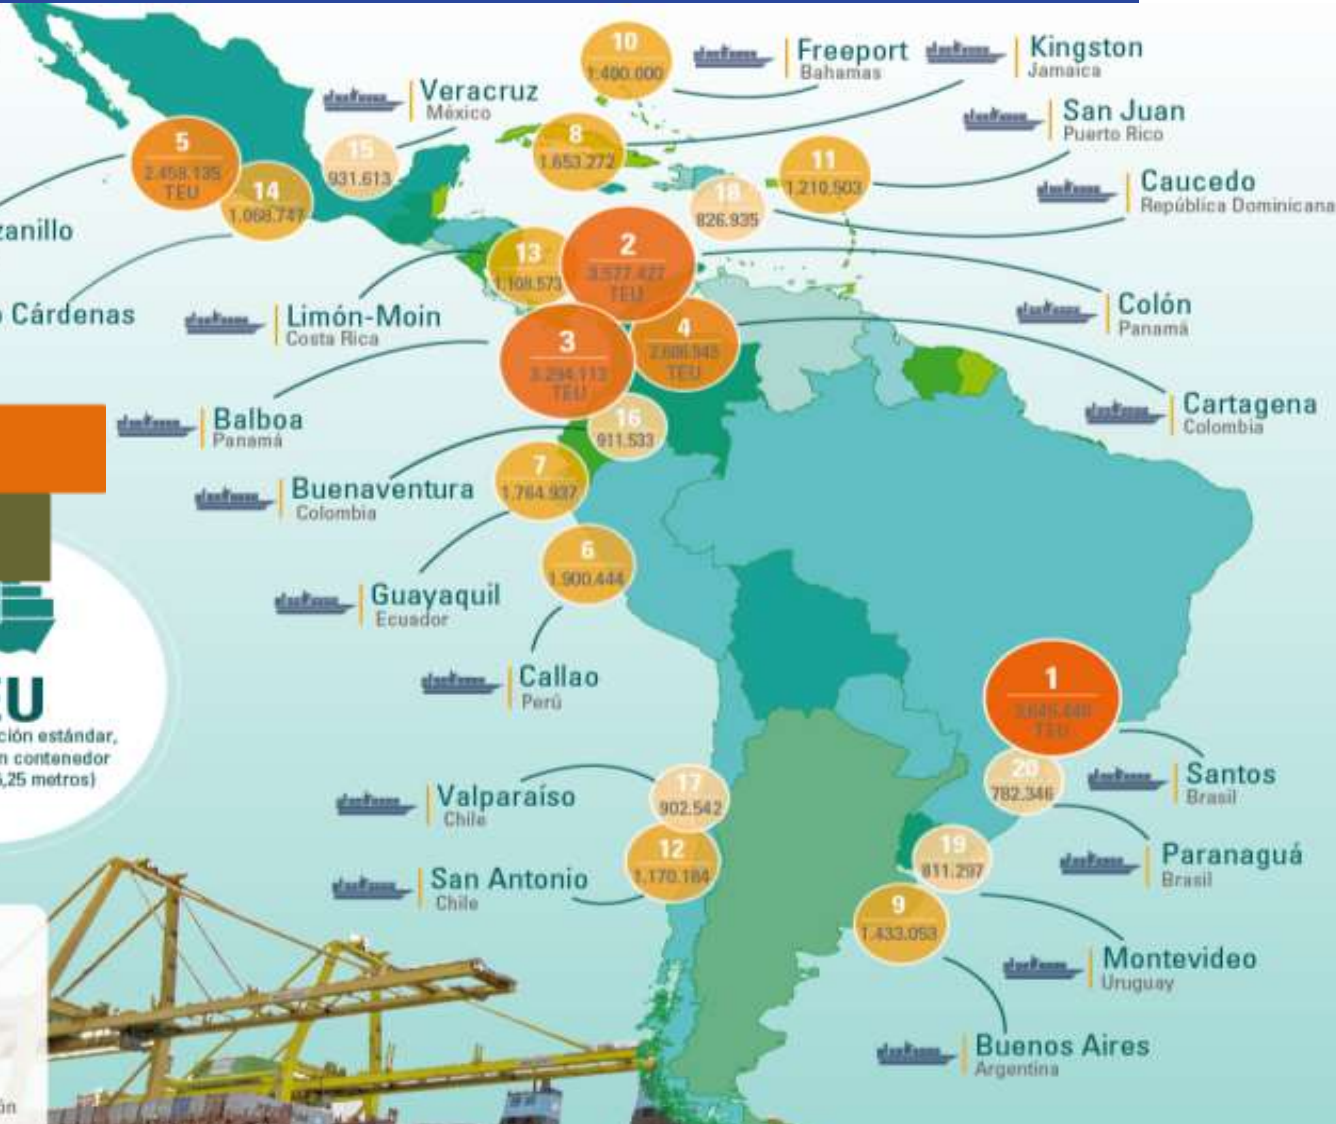 10
1.400.000
Freeport
Bahamas
Kingston
Jamaica
Veracruz
México
San Juan
Puerto Rico
5
2.458.135
TEU
15
931.613
8
1.653.272
11
1.210.503
Caucedo
República Dominicana
14
1.068.747
18
826.935
zanillo
13
1.108.573
2
3.577.427
TEU
Cárdenas
Limón-Moin
Costa Rica
Colón
Panamá
3
3.294.113
TEU
4
TEU
Balboa
Panamá
16
911.533
Cartagena
Colombia
7
1.764.937
Buenaventura
Colombia
6
1.900.444
Guayaquil
Ecuador
Callao
Perú
1
TEU
EU
ción estándar,
n contenedor
,25 metros)
Valparaíso
Chile
17
902.542
20
782.346
Santos
Brasil
12
1.170.184
San Antonio
Chile
19
811.297
Paranaguá
Brasil
9
1.433.053
Montevideo
Uruguay
Buenos Aires
Argentina
ón